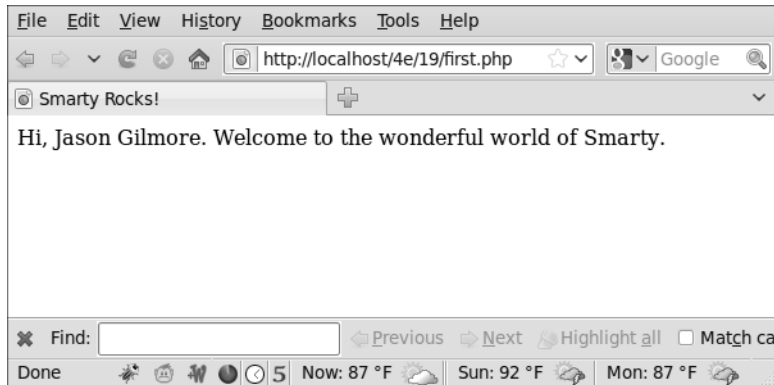 File Edit View History Bookmarks Tools Help
http://localhost/4e/19/first.php Google
Smarty Rocks!
Hi, Jason Gilmore. Welcome to the wonderful world of Smarty.
Find: Previous Next Highlight all Match ca
Done 5 Now: 87 °F Sun: 92 °F Mon: 87 °F